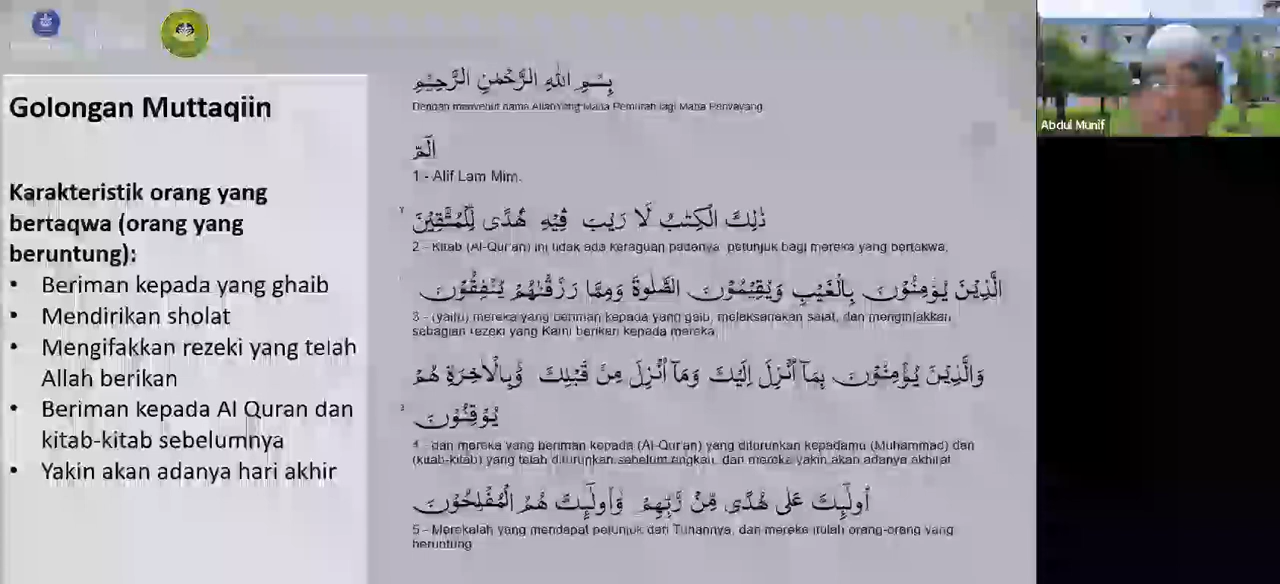 Golongan Muttaqiin
Karakteristik orang yang
bertaqwa (orang yang
beruntung):
• Beriman kepada yang ghaib
• Mendirikan sholat
• Mengifakkan rezeki yang telah
Allah berikan
• Beriman kepada Al Quran dan
kitab-kitab sebelumnya
• Yakin akan adanya hari akhir
بِسْمِ اللّٰهِ الرَّحْمٰنِ الرَّحِيْمِ
Dengan menyebut nama Allah Yang Maha Pemurah lagi Maha Penyayang.
الۤمّۤ
1 - Alif Lam Mim.
ذٰلِكَ الْكِتٰبُ لَا رَيْبَ فِيْهِ هُدًى لِّلْمُتَّقِيْنَ
2 - Kitab (Al-Qur'an) ini tidak ada keraguan padanya; petunjuk bagi mereka yang bertakwa,
الَّذِيْنَ يُؤْمِنُوْنَ بِالْغَيْبِ وَيُقِيْمُوْنَ الصَّلٰوةَ وَمِمَّا رَزَقْنٰهُمْ يُنْفِقُوْنَ
3 - (yaitu) mereka yang beriman kepada yang gaib, melaksanakan salat, dan menginfakkan
sebagian rezeki yang Kami berikan kepada mereka,
وَالَّذِيْنَ يُؤْمِنُوْنَ بِمَآ اُنْزِلَ اِلَيْكَ وَمَآ اُنْزِلَ مِنْ قَبْلِكَ وَبِالْاٰخِرَةِ هُمْ
يُوْقِنُوْنَ
4 - dan mereka yang beriman kepada (Al-Qur'an) yang diturunkan kepadamu (Muhammad) dan
(kitab-kitab) yang telah diturunkan sebelum engkau, dan mereka yakin akan adanya akhirat.
اُولٰۤىِٕكَ عَلٰى هُدًى مِّنْ رَّبِّهِمْ وَاُولٰۤىِٕكَ هُمُ الْمُفْلِحُوْنَ
5 - Merekalah yang mendapat petunjuk dari Tuhannya, dan mereka itulah orang-orang yang
beruntung.
Abdul Munif